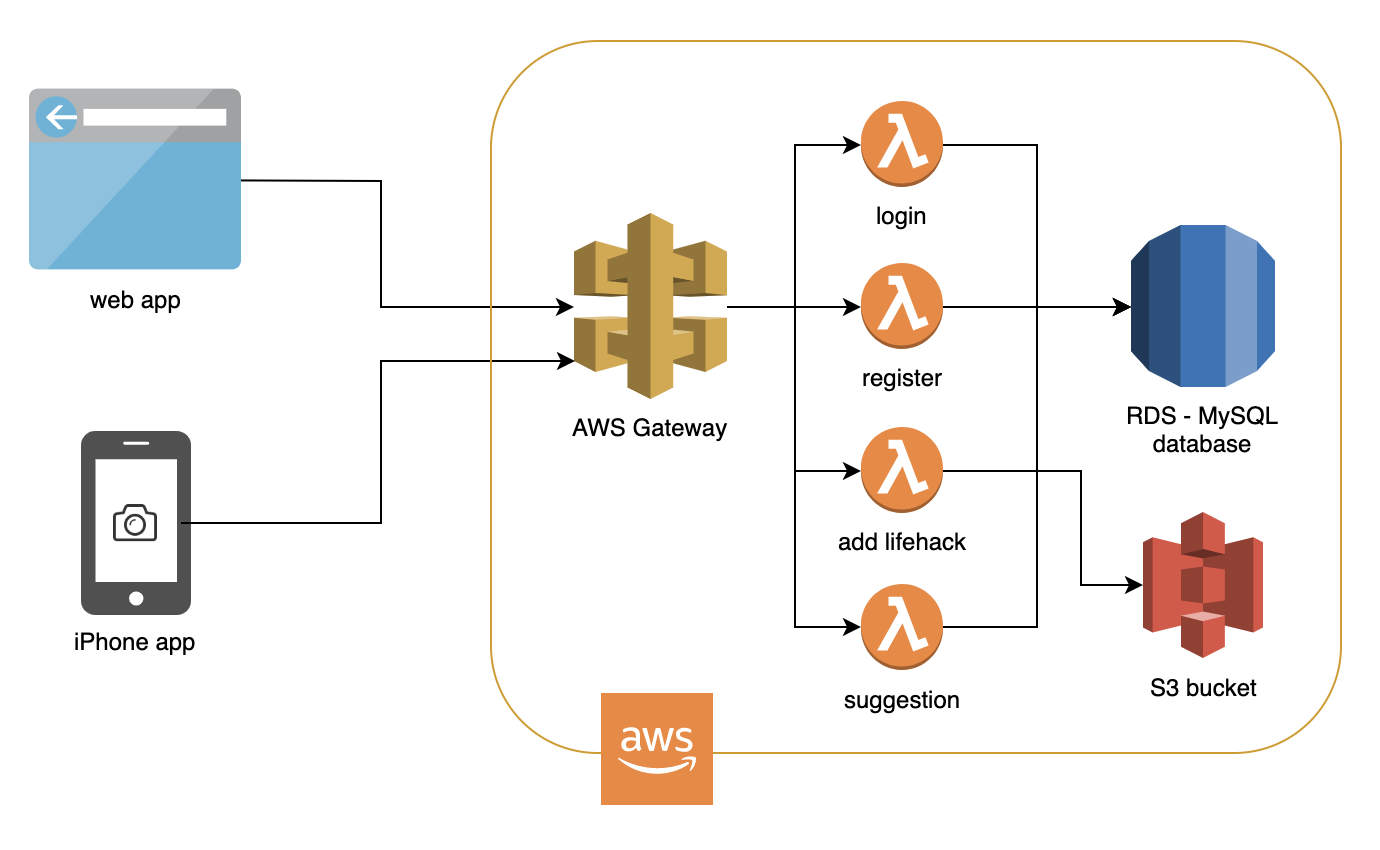 web app
iPhone app
AWS Gateway
login
register
add lifehack
suggestion
RDS - MySQL
database
S3 bucket
aws